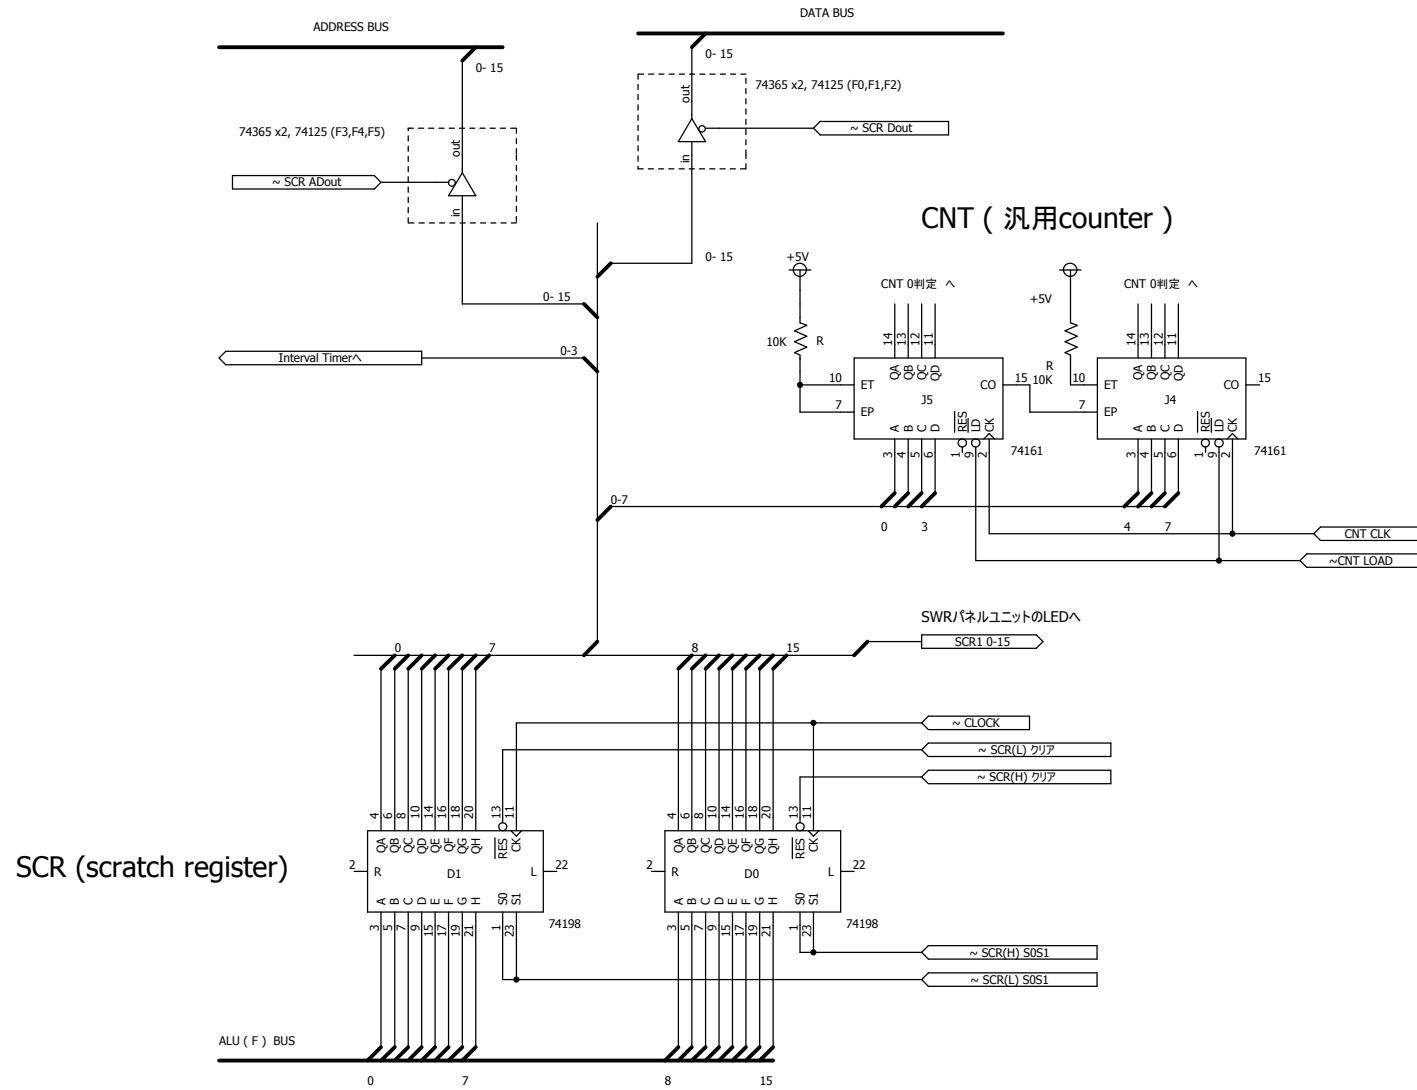 ADDRESS BUS
DATA BUS
0- 15
0- 15
74365 x2, 74125 (F0,F1,F2)
out
in
~ SCR Dout
74365 x2, 74125 (F3,F4,F5)
out
in
~ SCR ADout
CNT ( 汎用counter )
0- 15
0- 15
Interval Timerへ
0-3
+5V
10K R
CNT 0判定 へ
14 13 12 11
10 ET QA QB QC QD CO 15
7 EP J5
A B C D RES LD CK
3 4 5 6 1 9 2
74161
+5V
R
10K
CNT 0判定 へ
14 13 12 11
10 ET QA QB QC QD CO 15
7 EP J4
A B C D RES LD CK
3 4 5 6 1 9 2
74161
0-7
0 3 4 7
CNT CLK
~CNT LOAD
SWRパネルユニットのLEDへ
SCR1 0-15
0 7 8 15
~ CLOCK
~ SCR(L) クリア
~ SCR(H) クリア
SCR (scratch register)
4 6 8 10 14 16 18 20 13 11
QA QB QC QD QE QF QG QH RES CK
2 R D1 L 22
A B C D E F G H S0 S1
3 5 7 9 15 17 19 21 1 23
74198
4 6 8 10 14 16 18 20 13 11
QA QB QC QD QE QF QG QH RES CK
2 R D0 L 22
A B C D E F G H S0 S1
3 5 7 9 15 17 19 21 1 23
74198
~ SCR(H) S0S1
~ SCR(L) S0S1
ALU ( F ) BUS
0 7 8 15